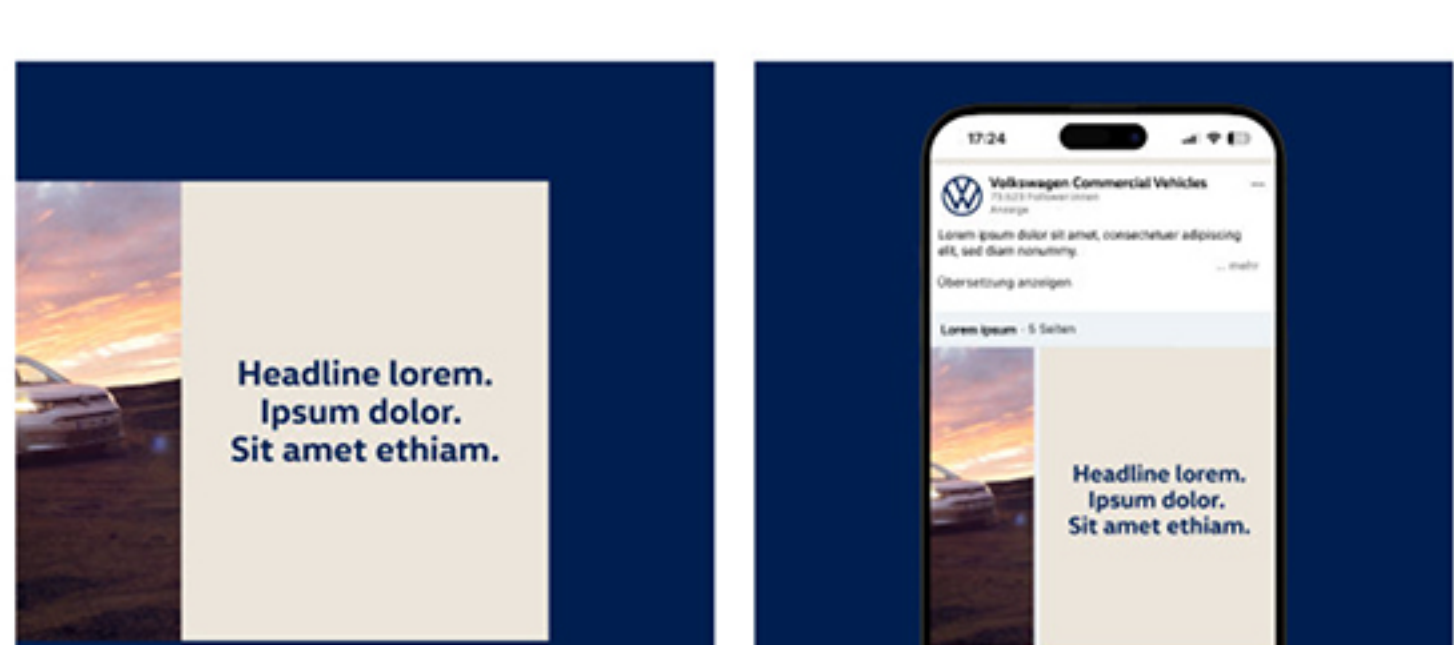 Headline lorem.
Ipsum dolor.
Sit amet ethiam.
17:24
Volkswagen Commercial Vehicles
Follower:innen
Anzeige
Lorem ipsum dolor sit amet, consectetuer adipiscing
elit, sed diam nonummy.
... mehr
Übersetzung anzeigen
Lorem ipsum · 5 Seiten
Headline lorem.
Ipsum dolor.
Sit amet ethiam.